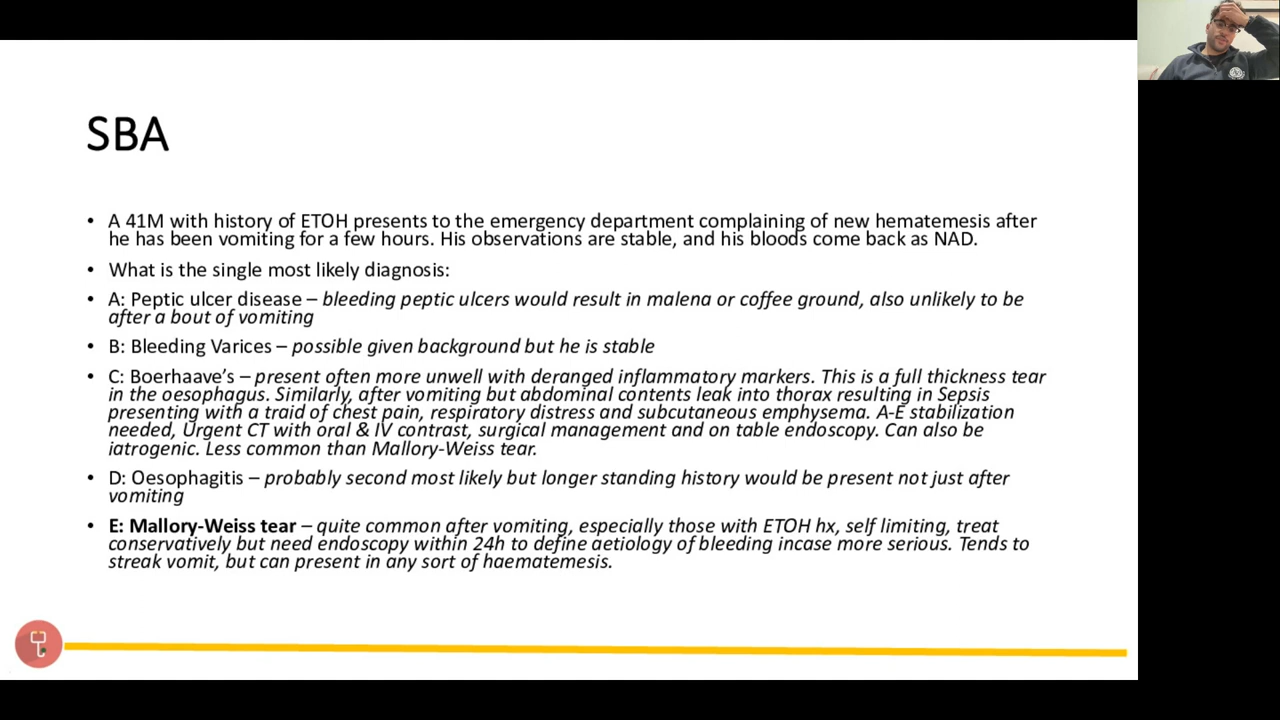 SBA
• A 41M with history of ETOH presents to the emergency department complaining of new hematemesis after
he has been vomiting for a few hours. His observations are stable, and his bloods come back as NAD.
• What is the single most likely diagnosis:
• A: Peptic ulcer disease – bleeding peptic ulcers would result in malena or coffee ground, also unlikely to be
after a bout of vomiting
• B: Bleeding Varices – possible given background but he is stable
• C: Boerhaave’s – present often more unwell with deranged inflammatory markers. This is a full thickness tear
in the oesophagus. Similarly, after vomiting but abdominal contents leak into thorax resulting in Sepsis
presenting with a traid of chest pain, respiratory distress and subcutaneous emphysema. A-E stabilization
needed, Urgent CT with oral & IV contrast, surgical management and on table endoscopy. Can also be
iatrogenic. Less common than Mallory-Weiss tear.
• D: Oesophagitis – probably second most likely but longer standing history would be present not just after
vomiting
• E: Mallory-Weiss tear – quite common after vomiting, especially those with ETOH hx, self limiting, treat
conservatively but need endoscopy within 24h to define aetiology of bleeding incase more serious. Tends to
streak vomit, but can present in any sort of haematemesis.